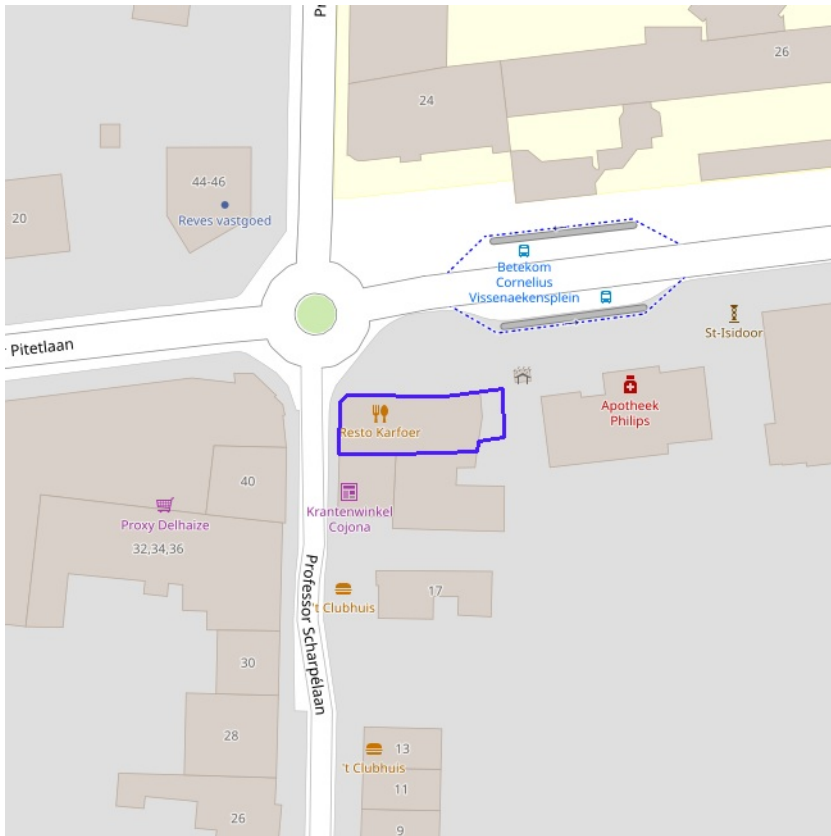 Pr
26
24
44-46
Reves vastgoed
20
Betekom
Cornelius
Vissenaekensplein
St-Isidoor
r Pitetlaan
Resto Karfoer
Apotheek
Philips
40
Krantenwinkel
Cojona
Proxy Delhaize
32,34,36
Professor Scharpélaan
't Clubhuis
17
30
28
13
't Clubhuis
11
26
9